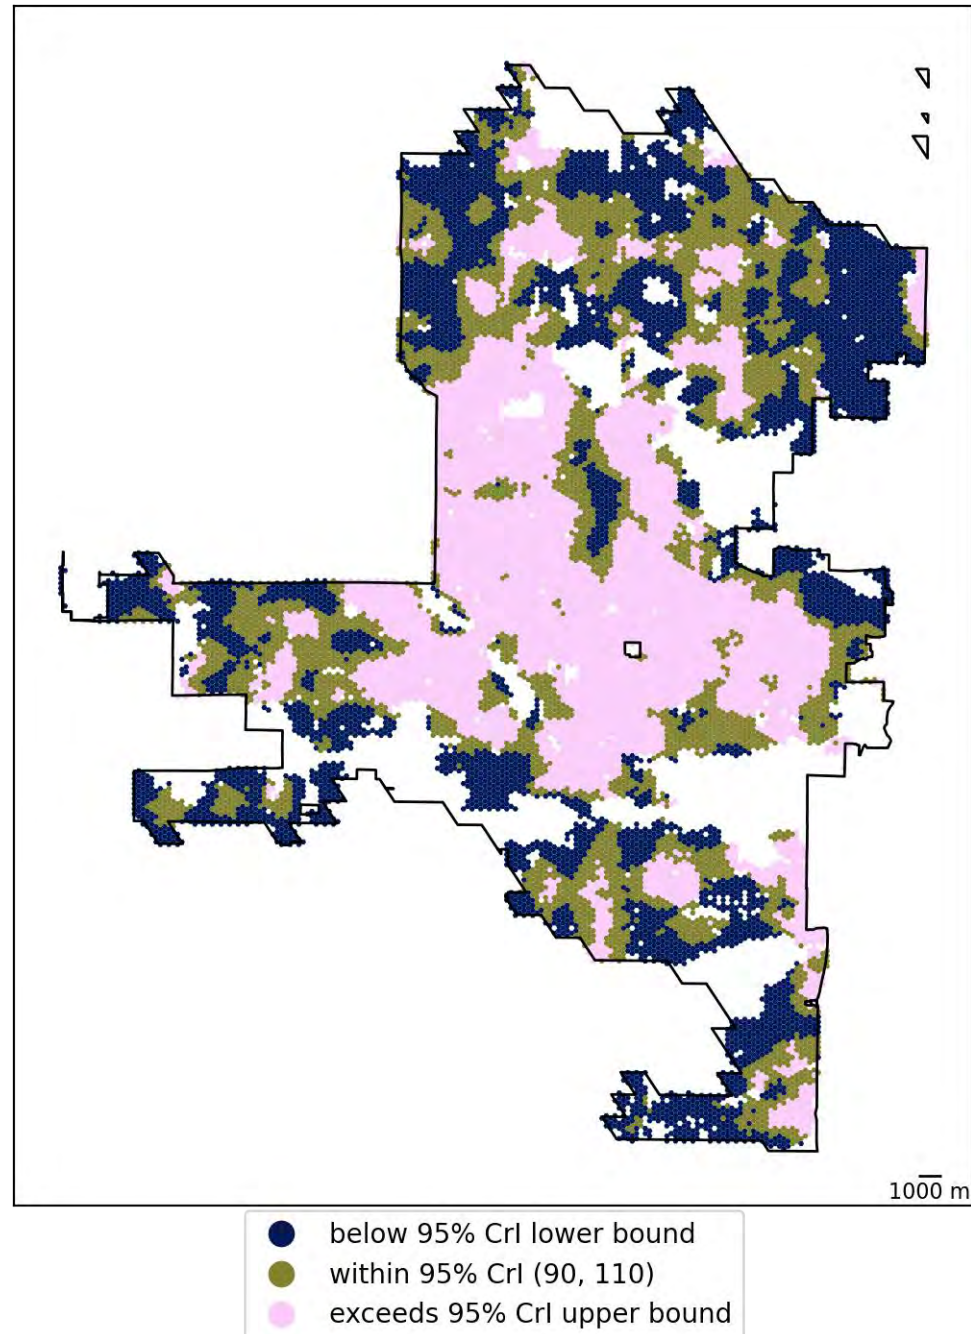 1000 m
below 95% CrI lower bound
within 95% CrI (90, 110)
exceeds 95% CrI upper bound